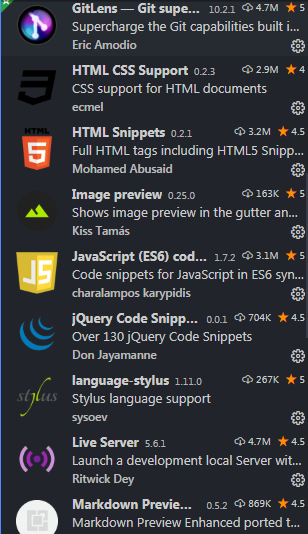 GitLens — Git supe... 10.2.1 4.7M 5
Supercharge the Git capabilities built i...
Eric Amodio
HTML CSS Support 0.2.3 2.9M 4
CSS support for HTML documents
ecmel
HTML Snippets 0.2.1 3.2M 4.5
Full HTML tags including HTML5 Snipp...
Mohamed Abusaid
Image preview 0.25.0 163K 5
Shows image preview in the gutter an...
Kiss Tamás
JavaScript (ES6) cod... 1.7.2 3.1M 5
Code snippets for JavaScript in ES6 syn...
charalampos karypidis
jQuery Code Snipp... 0.0.1 704K 4.5
Over 130 jQuery Code Snippets
Don Jayamanne
language-stylus 1.11.0 267K 5
Stylus language support
sysoev
Live Server 5.6.1 4.7M 4.5
Launch a development local Server wit...
Ritwick Dey
Markdown Previe... 0.5.2 869K 4.5
Markdown Preview Enhanced ported t...
HTML
5
JS
stylus